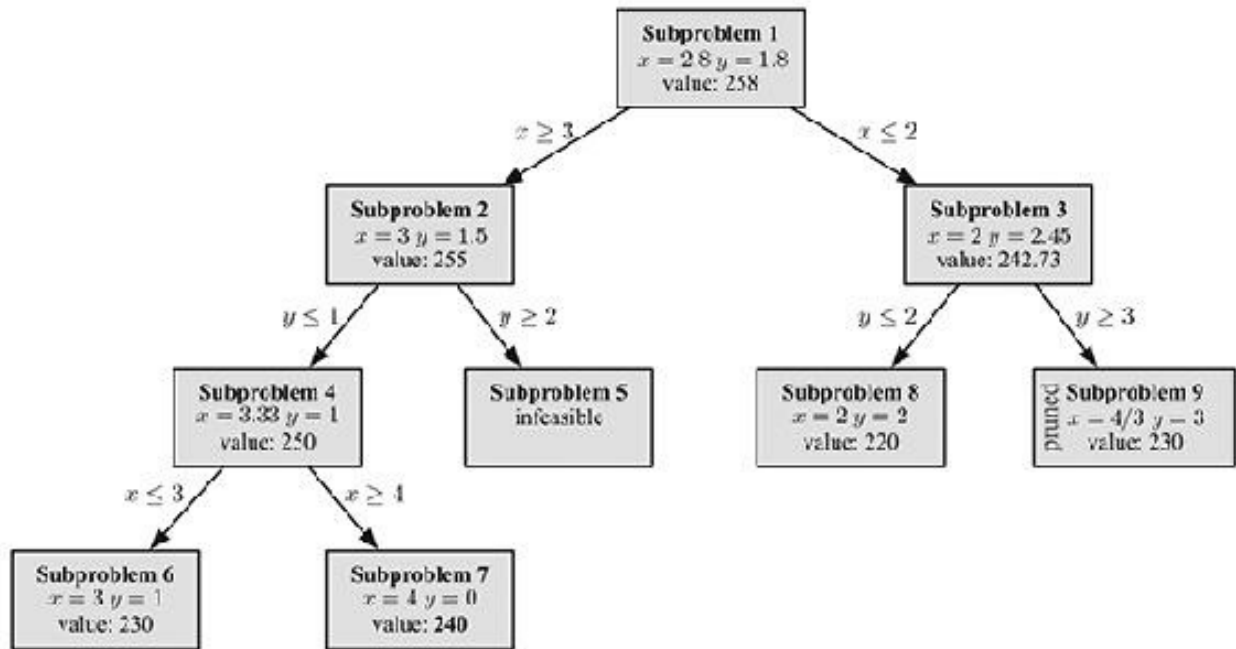 Subproblem 1
x = 2 8 y = 1.8
value: 258
x ≥ 3
x ≤ 2
Subproblem 2
x = 3 y = 1.5
value: 255
Subproblem 3
x = 2 y = 2.45
value: 242.73
y ≤ 1
y ≥ 2
y ≤ 2
y ≥ 3
Subproblem 4
x = 3.33 y = 1
value: 250
Subproblem 5
infeasible
Subproblem 8
x = 2 y = 2
value: 220
pruned
Subproblem 9
x = 4/3 y = 3
value: 230
x ≤ 3
x ≥ 4
Subproblem 6
x = 3 y = 1
value: 230
Subproblem 7
x = 4 y = 0
value: 240